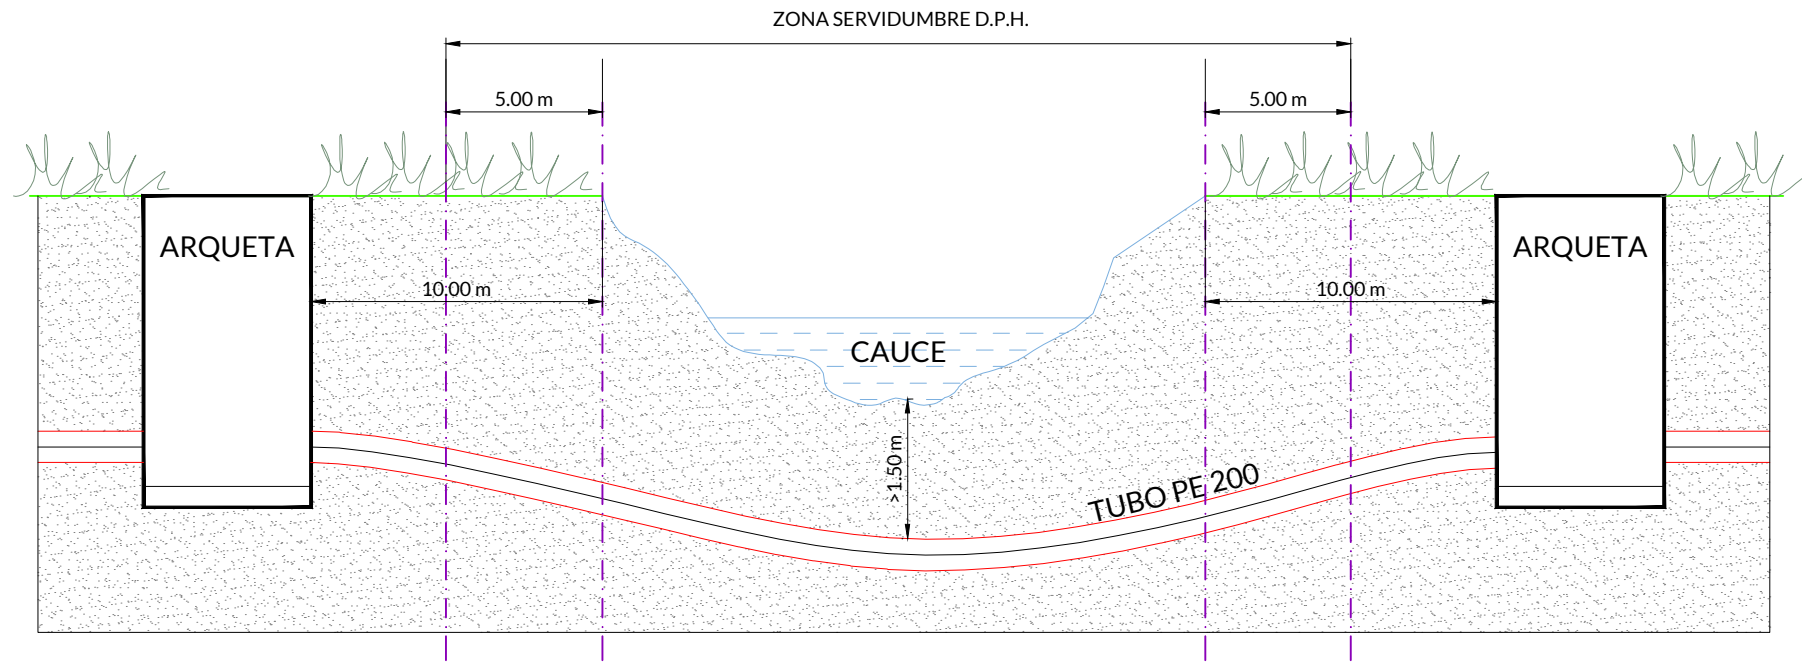 ZONA SERVIDUMBRE D.P.H.
5.00 m
5.00 m
ARQUETA
ARQUETA
10.00 m
10.00 m
CAUCE
>1.50 m
TUBO PE 200